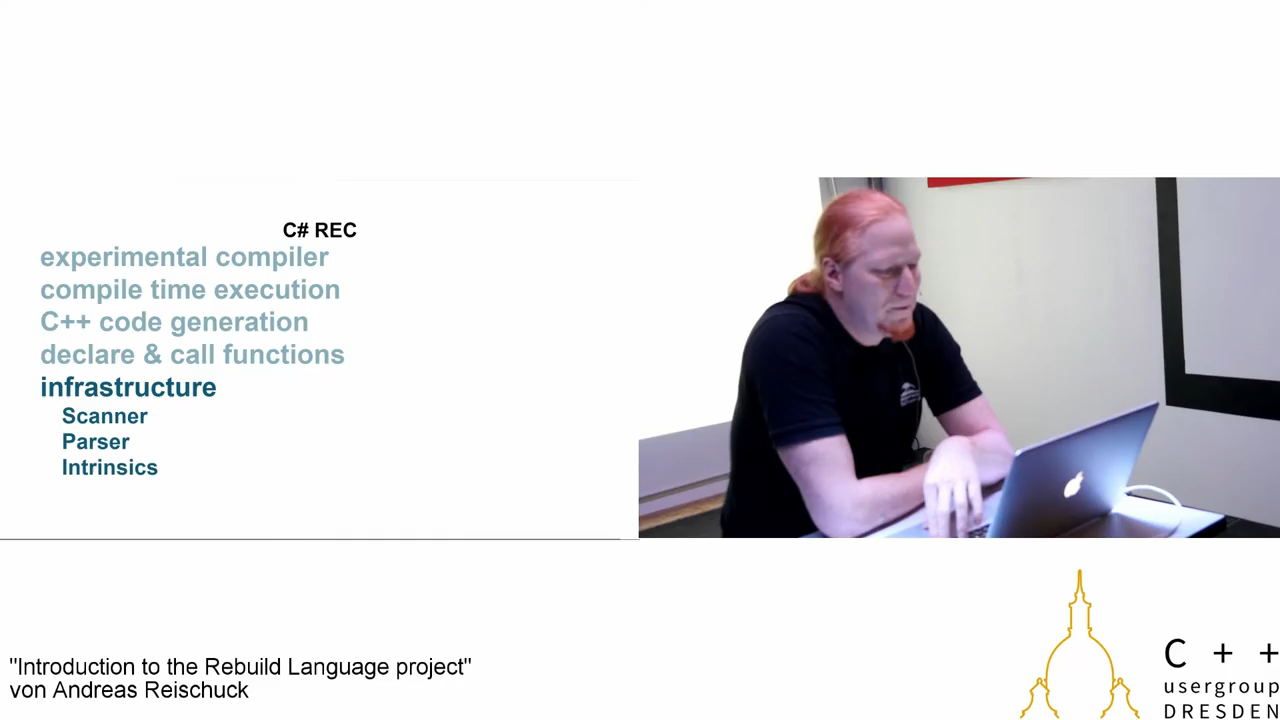 C# REC
experimental compiler
compile time execution
C++ code generation
declare & call functions
infrastructure
Scanner
Parser
Intrinsics
"Introduction to the Rebuild Language project"
von Andreas Reischuck
C + +
usergroup
DRESDEN